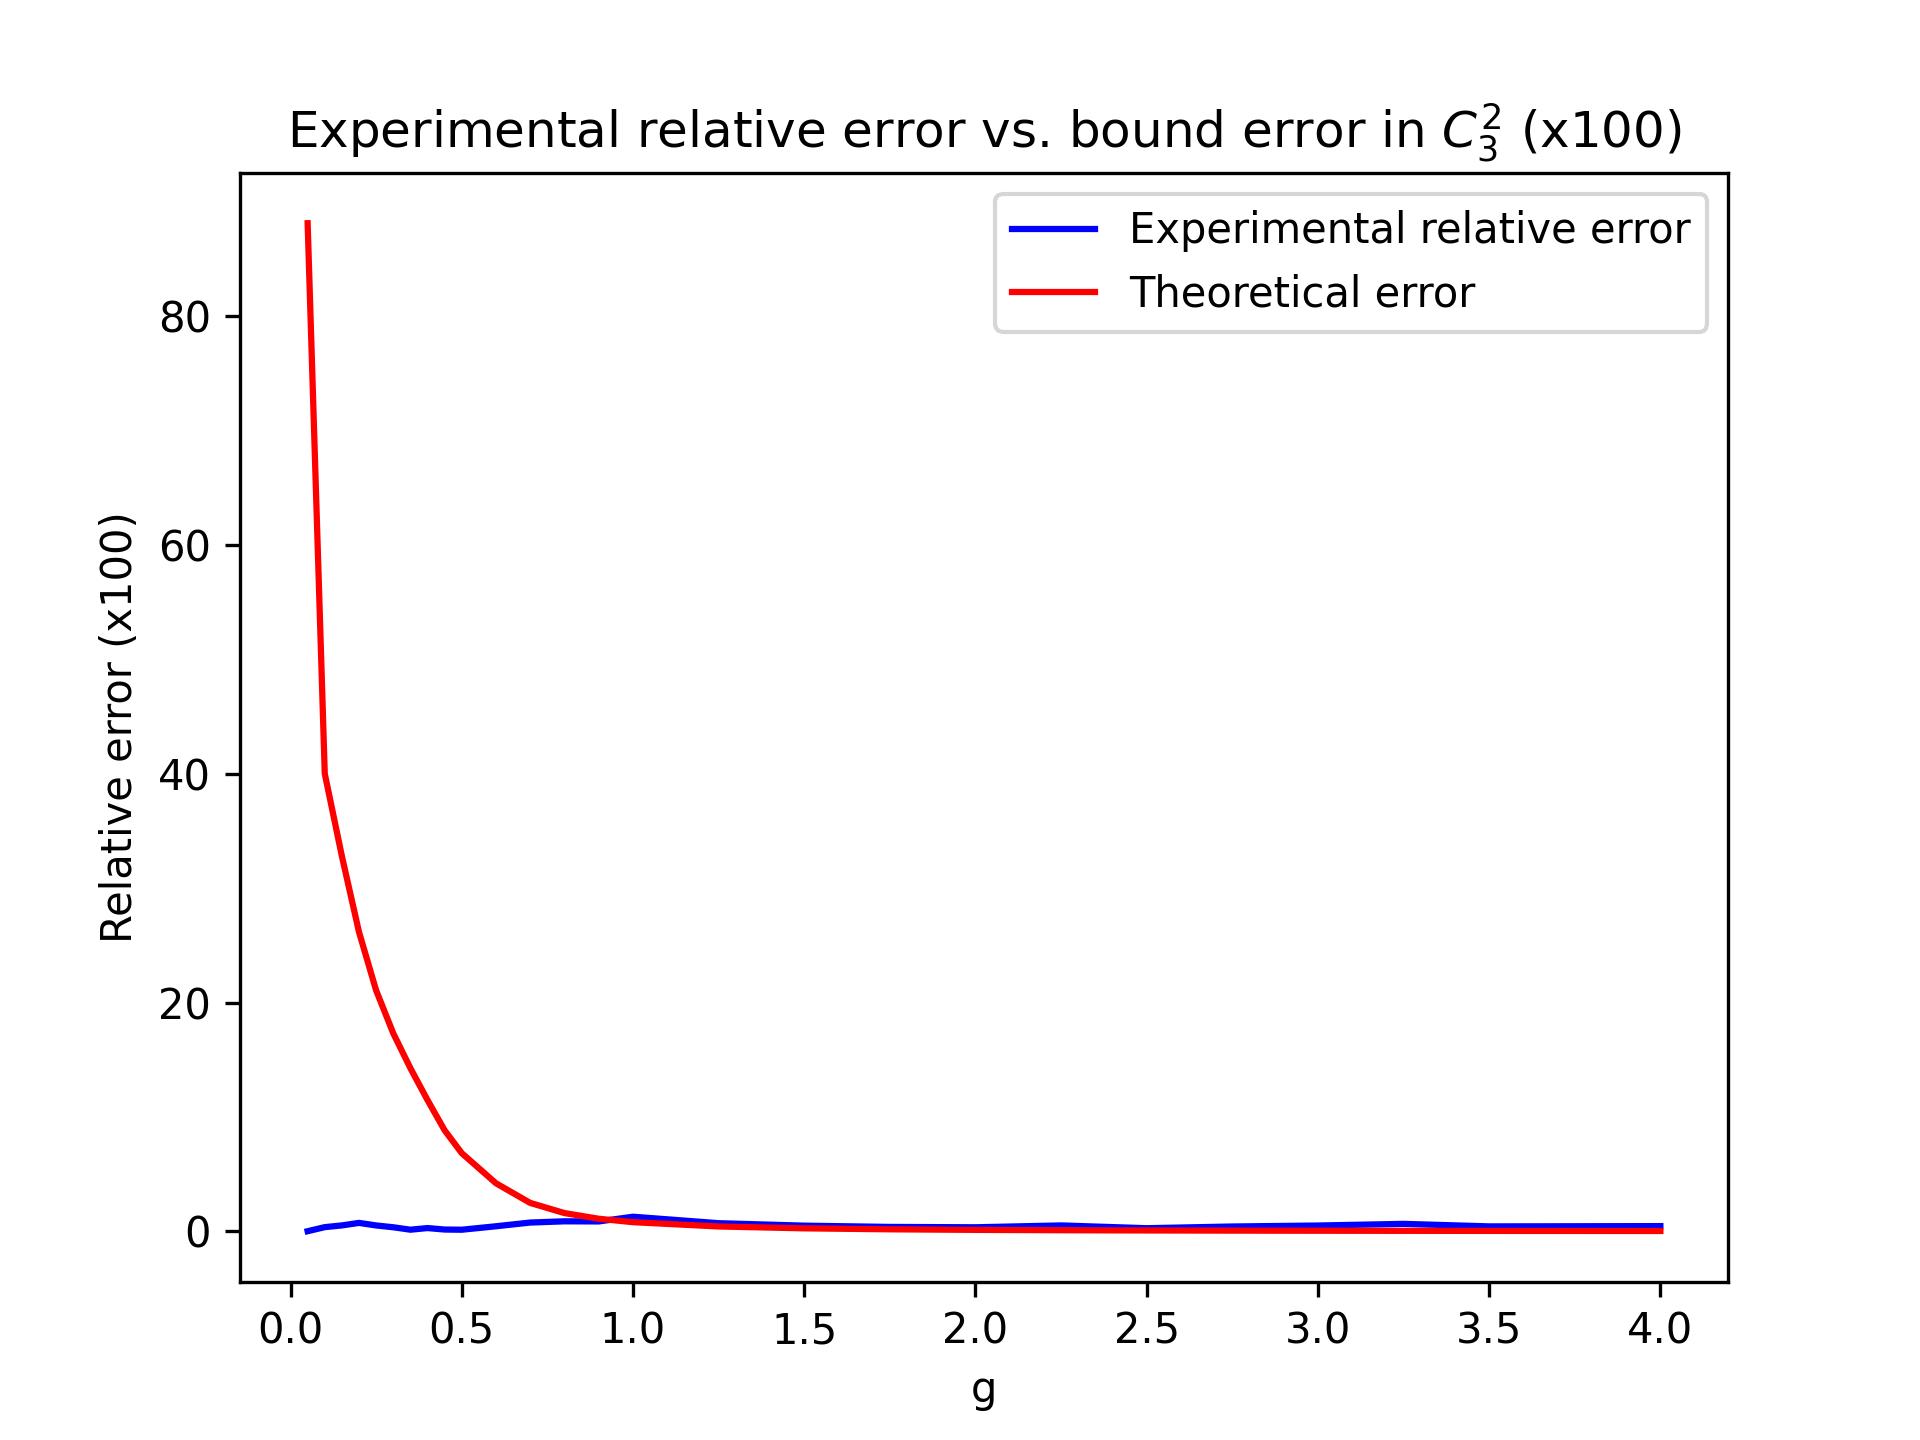 Experimental relative error vs. bound error in $C_3^2$ (x100)
Experimental relative error
Theoretical error
Relative error (x100)
80
60
40
20
0
0.0 0.5 1.0 1.5 2.0 2.5 3.0 3.5 4.0
g